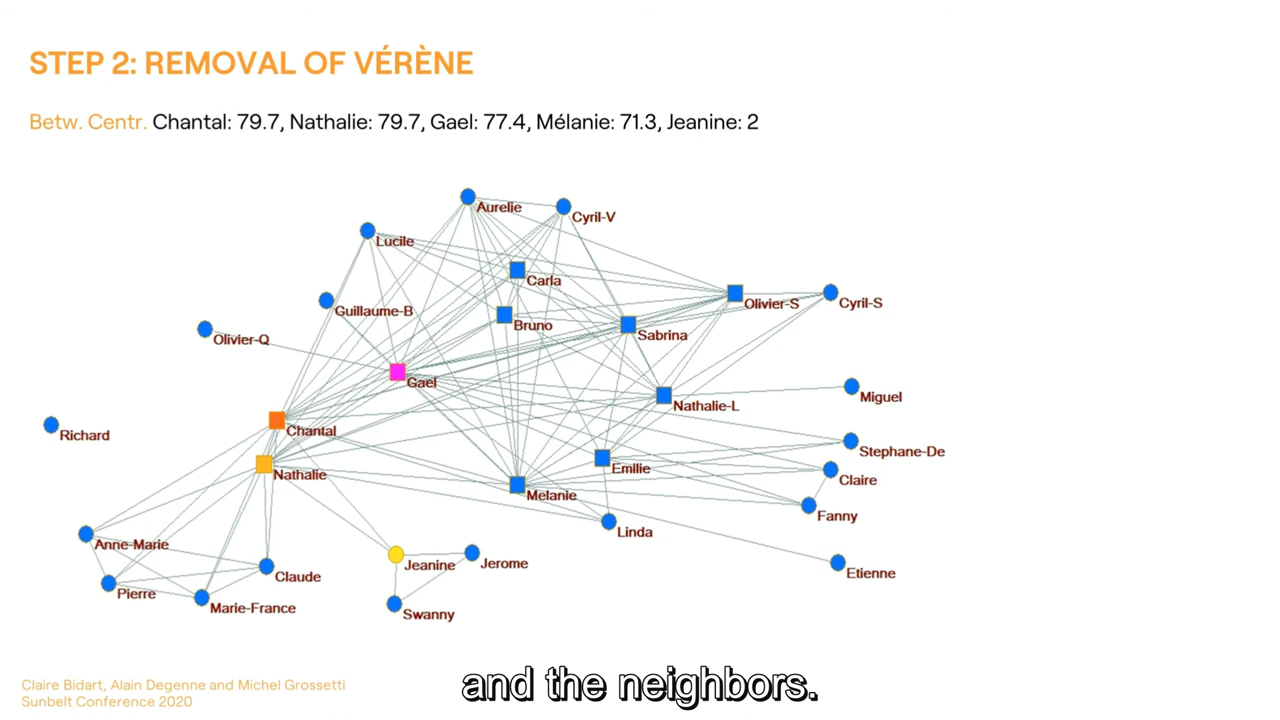 STEP 2: REMOVAL OF VÉRÈNE
Betw. Centr. Chantal: 79.7, Nathalie: 79.7, Gael: 77.4, Mélanie: 71.3, Jeanine: 2
Aurelie
Cyril-V
Lucile
Carla
Olivier-S
Cyril-S
Guillaume-B
Bruno
Sabrina
Olivier-Q
Gael
Miguel
Nathalie-L
Richard
Chantal
Stephane-De
Nathalie
Emilie
Claire
Melanie
Fanny
Linda
Anne-Marie
Jeanine
Jerome
Etienne
Claude
Pierre
Marie-France
Swanny
Claire Bidart, Alain Degenne and Michel Grossetti
Sunbelt Conference 2020
and the neighbors.